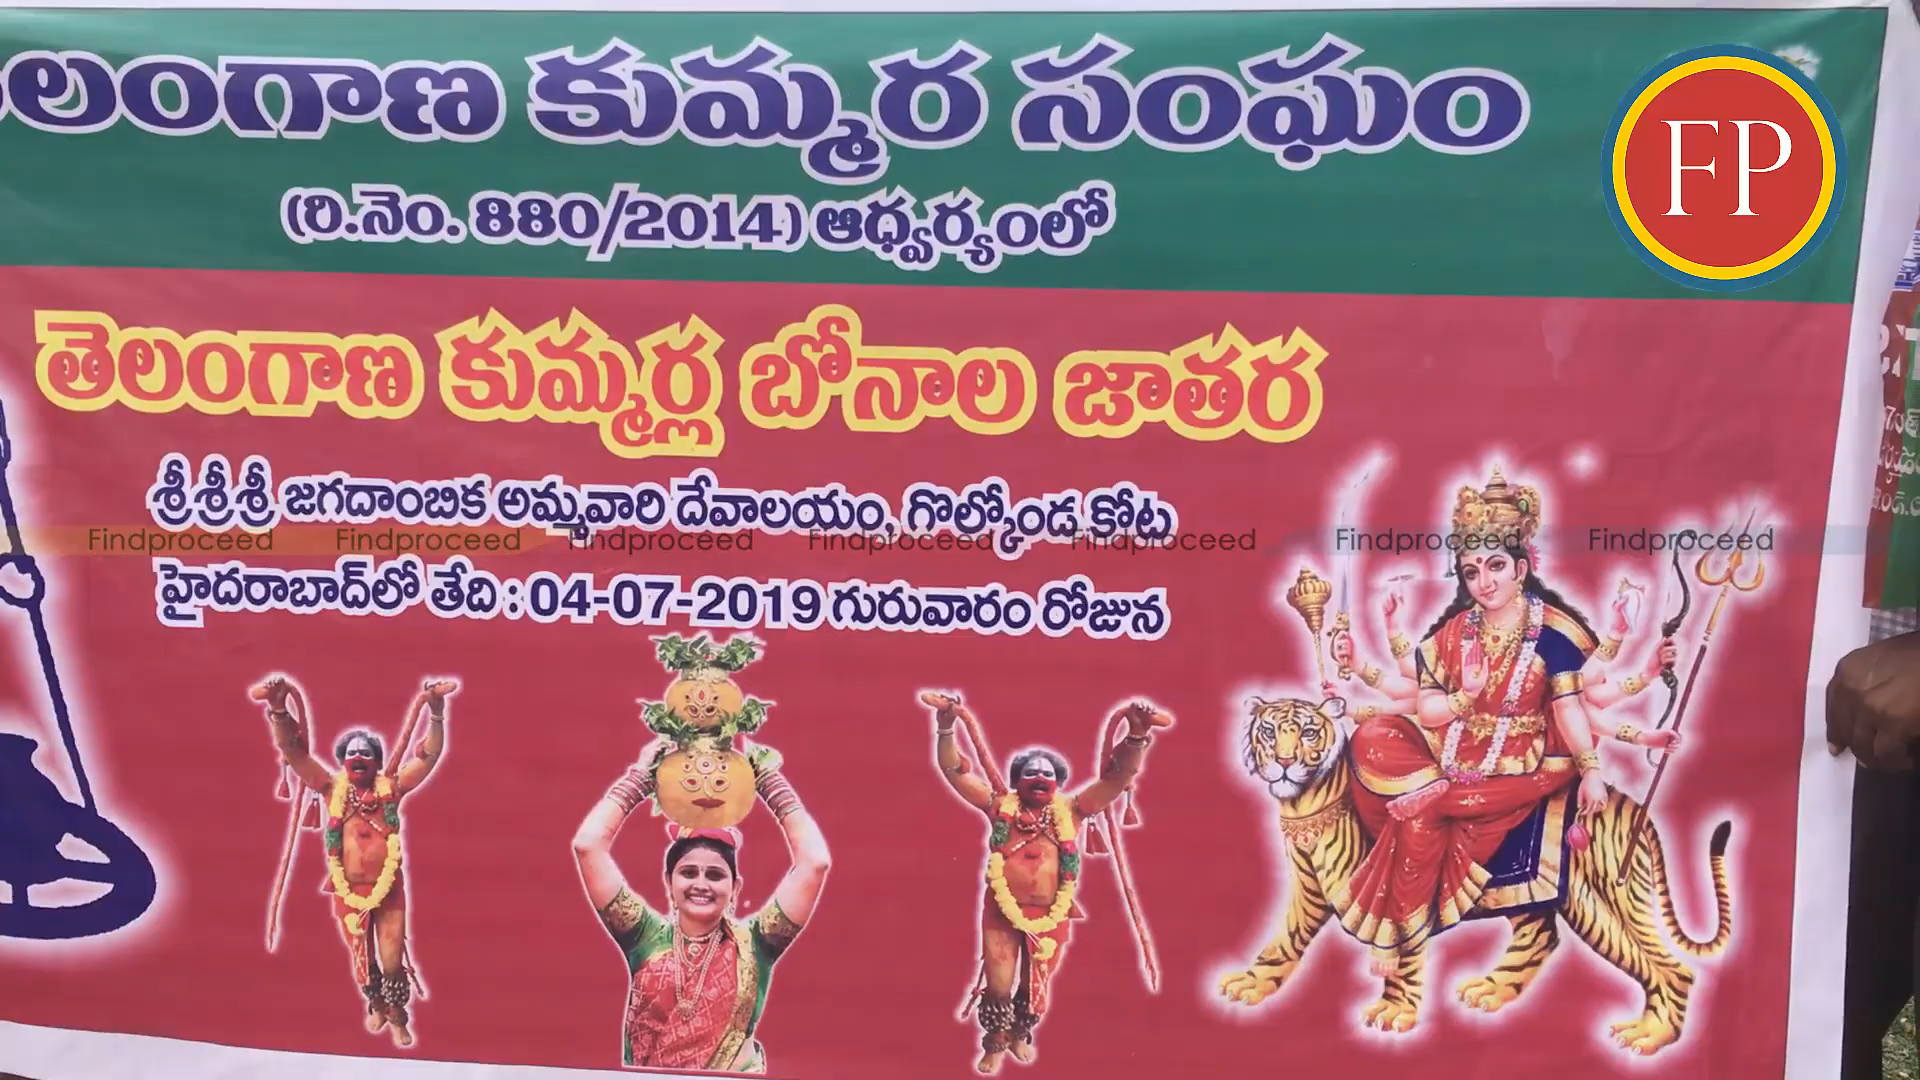 తెలంగాణ కుమ్మర సంఘం
(రి.నెం. 880/2014) ఆధ్వర్యంలో
తెలంగాణ కుమ్మర్ల బోనాల జాతర
శ్రీశ్రీశ్రీ జగదాంబిక అమ్మవారి దేవాలయం, గొల్కోండ కోట
హైదరాబాద్‌లో తేది : 04-07-2019 గురువారం రోజున
FP
Findproceed Findproceed Findproceed Findproceed Findproceed Findproceed Findproceed